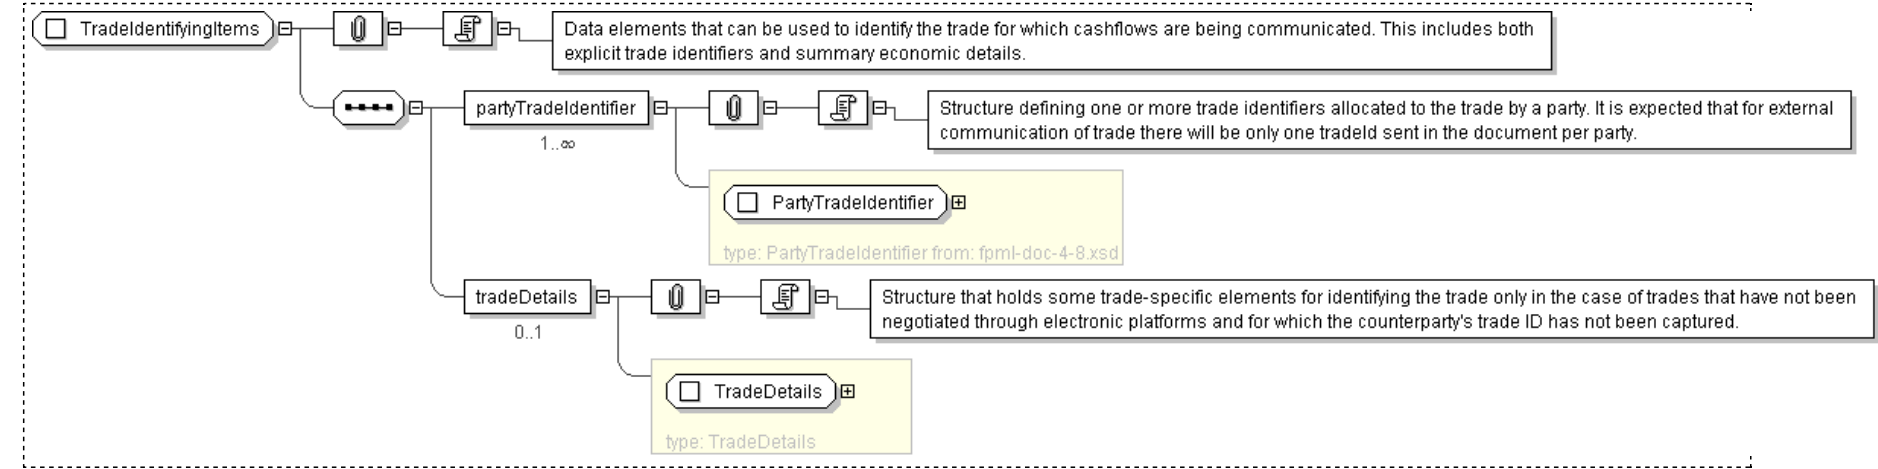 TradeIdentifyingItems
Data elements that can be used to identify the trade for which cashflows are being communicated. This includes both
explicit trade identifiers and summary economic details.
partyTradeIdentifier
1..∞
Structure defining one or more trade identifiers allocated to the trade by a party. It is expected that for external
communication of trade there will be only one tradeId sent in the document per party.
PartyTradeIdentifier
type: PartyTradeIdentifier from: fpml-doc-4-8.xsd
tradeDetails
0..1
Structure that holds some trade-specific elements for identifying the trade only in the case of trades that have not been
negotiated through electronic platforms and for which the counterparty's trade ID has not been captured.
TradeDetails
type: TradeDetails